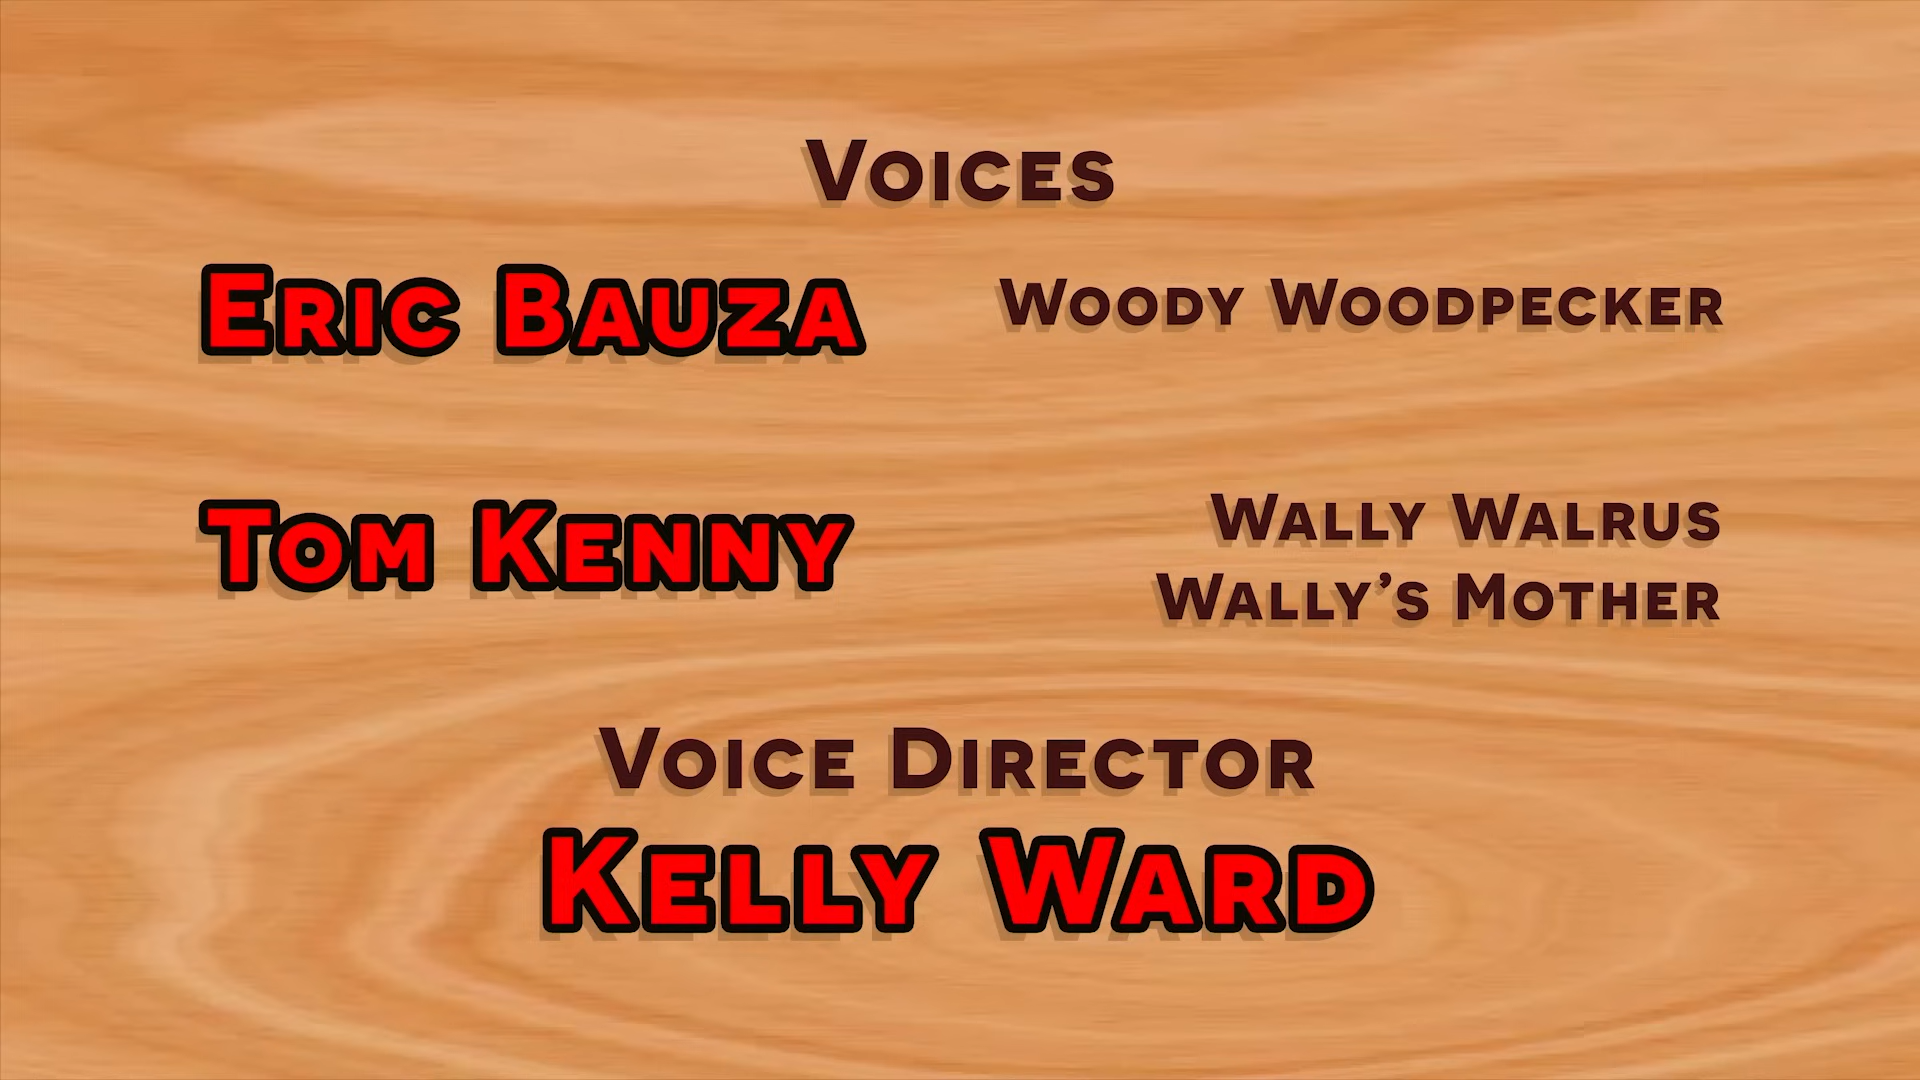 Voices
Eric Bauza Woody Woodpecker
Tom Kenny Wally Walrus
Wally's Mother
Voice Director
Kelly Ward